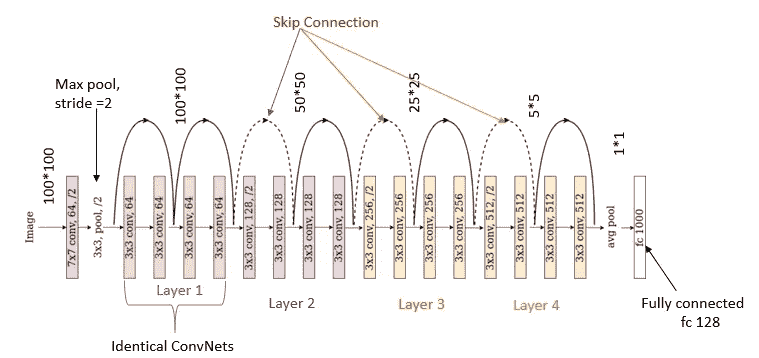 Skip Connection
Max pool,
stride =2
100*100
100*100
50*50
25*25
5*5
1*1
Image
7x7 conv, 64, /2
3x3, pool, /2
3x3 conv, 64
3x3 conv, 64
3x3 conv, 64
3x3 conv, 64
3x3 conv, 128, /2
3x3 conv, 128
3x3 conv, 128
3x3 conv, 128
3x3 conv, 256, /2
3x3 conv, 256
3x3 conv, 256
3x3 conv, 256
3x3 conv, 512, /2
3x3 conv, 512
3x3 conv, 512
3x3 conv, 512
avg pool
fc 1000
Layer 1
Layer 2
Layer 3
Layer 4
Identical ConvNets
Fully connected
fc 128